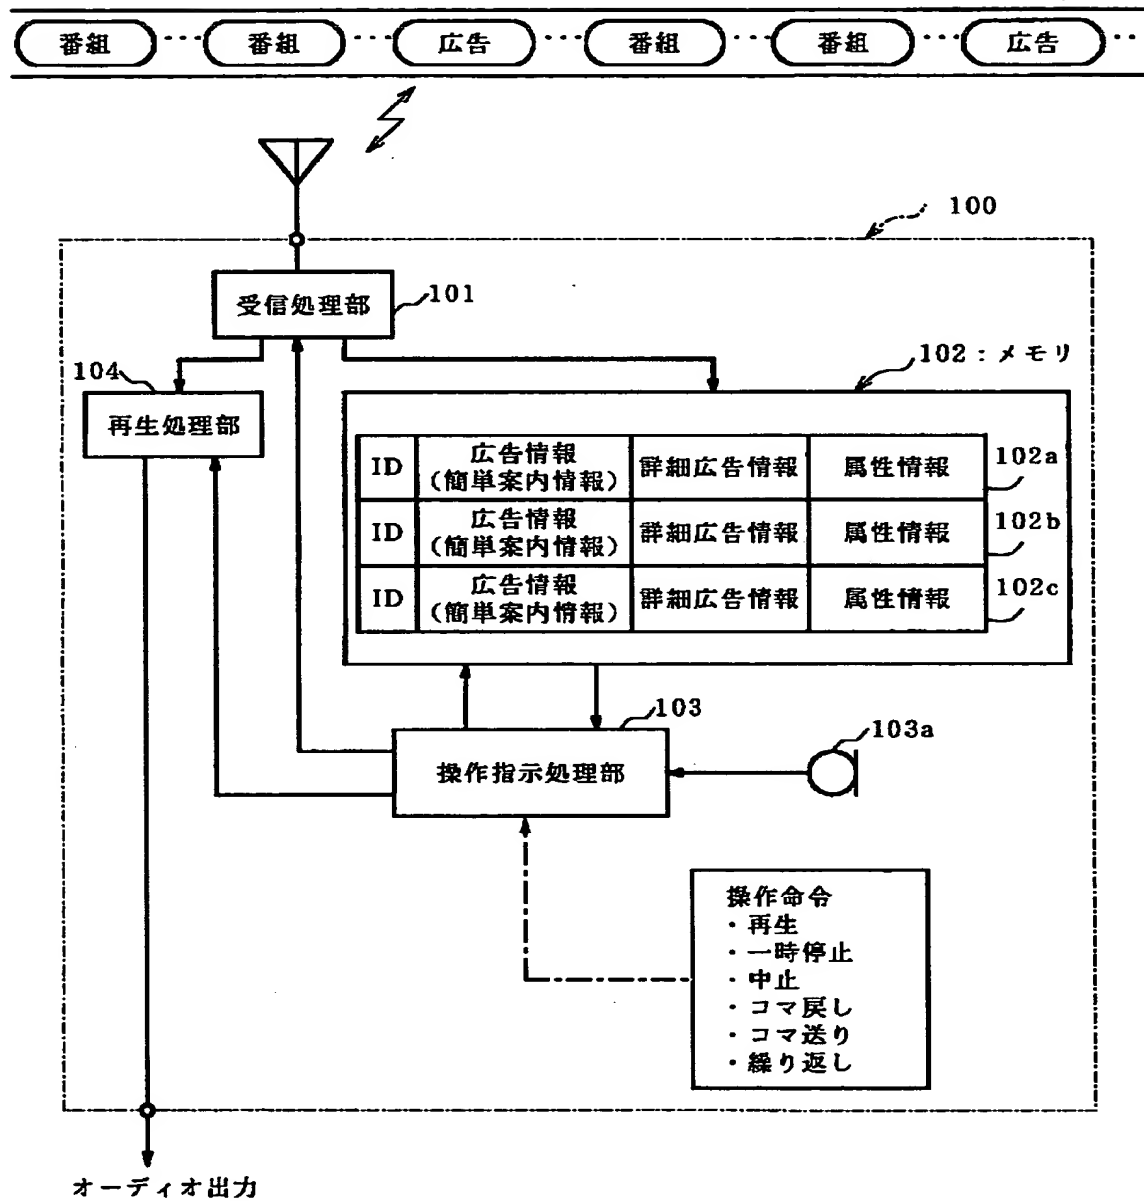 番組 番組 広告 番組 番組 広告
100
受信処理部
101
104
102：メモリ
再生処理部
ID 広告情報（簡単案内情報） 詳細広告情報 属性情報
102a
ID 広告情報（簡単案内情報） 詳細広告情報 属性情報
102b
ID 広告情報（簡単案内情報） 詳細広告情報 属性情報
102c
103
103a
操作指示処理部
操作命令
・再生
・一時停止
・中止
・コマ戻し
・コマ送り
・繰り返し
オーディオ出力